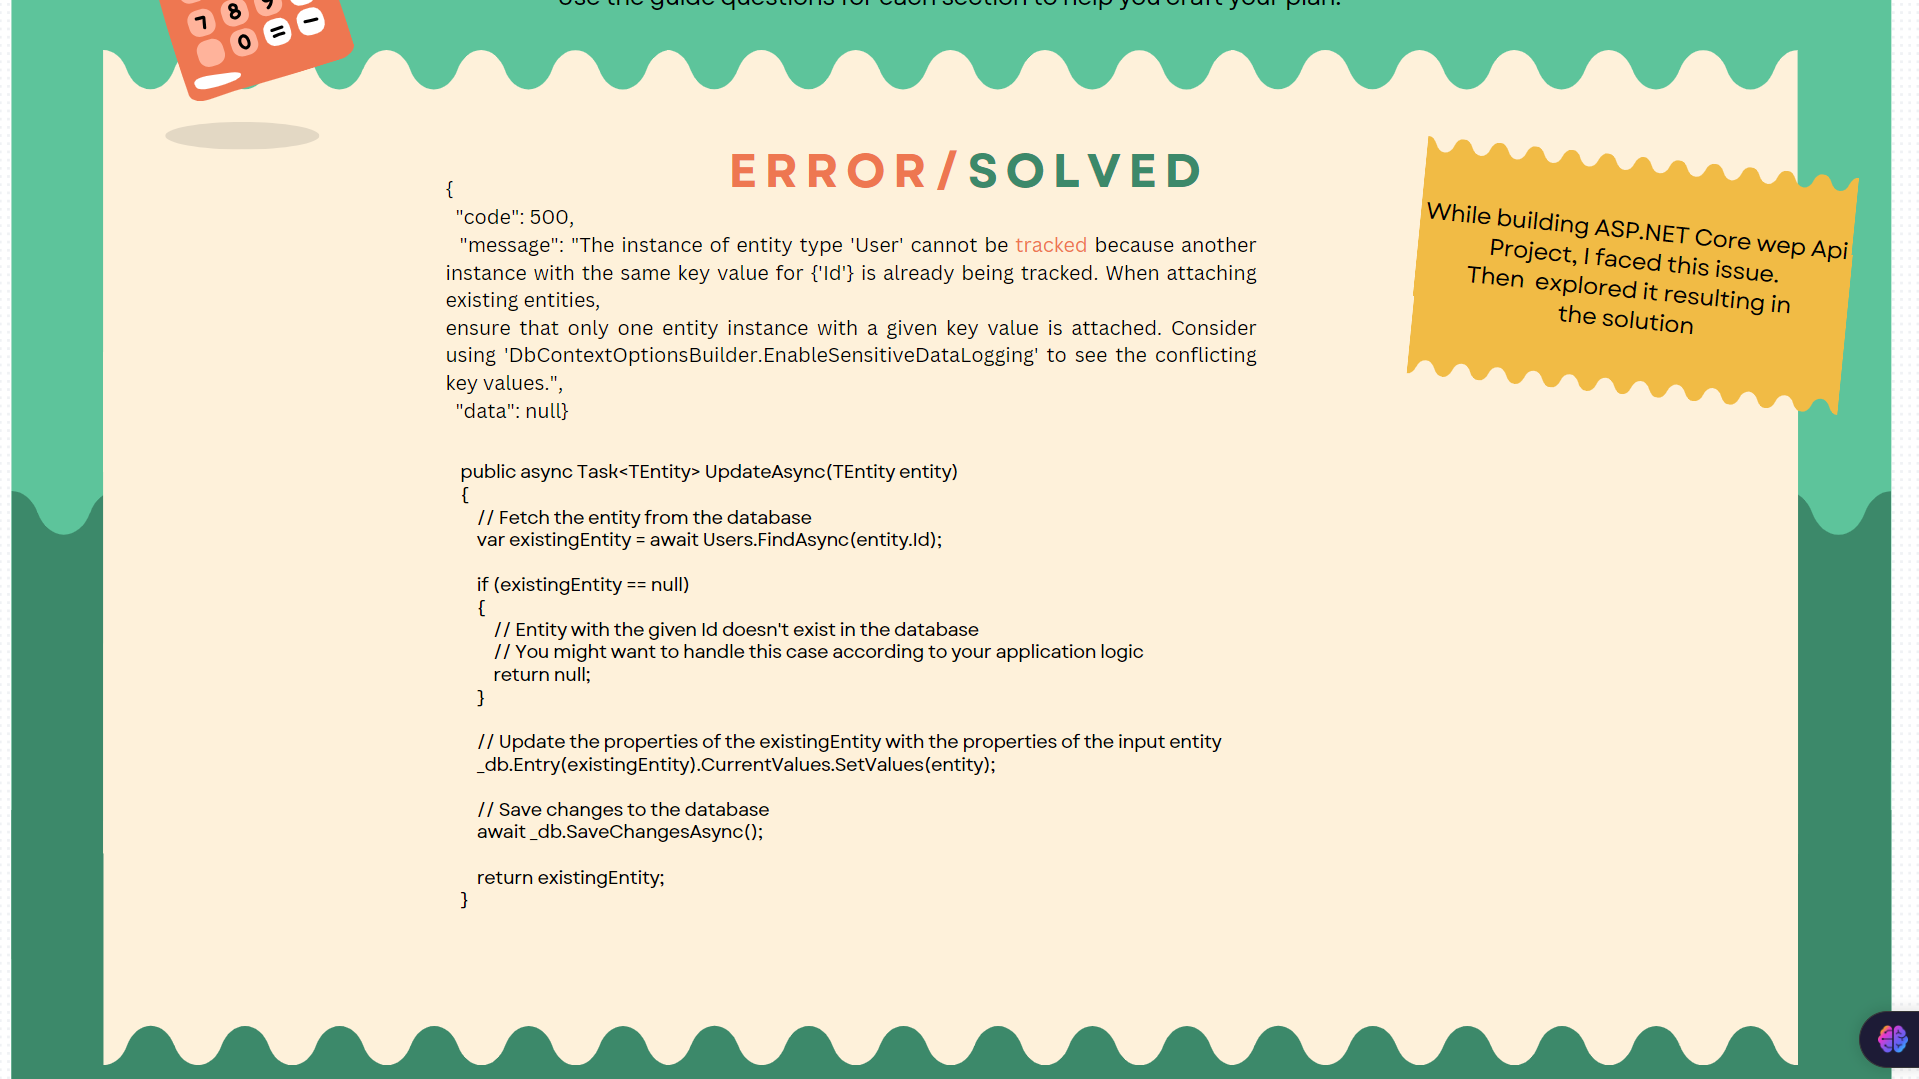 use the guide questions for each section to help you craft your plan.
7 8 9
0 = -
ERROR/SOLVED
{
"code": 500,
"message": "The instance of entity type 'User' cannot be tracked because another
instance with the same key value for {'Id'} is already being tracked. When attaching
existing entities,
ensure that only one entity instance with a given key value is attached. Consider
using 'DbContextOptionsBuilder.EnableSensitiveDataLogging' to see the conflicting
key values.",
"data": null}
While building ASP.NET Core wep Api
Project, I faced this issue.
Then explored it resulting in
the solution
public async Task<TEntity> UpdateAsync(TEntity entity)
{
// Fetch the entity from the database
var existingEntity = await Users.FindAsync(entity.Id);
if (existingEntity == null)
{
// Entity with the given Id doesn't exist in the database
// You might want to handle this case according to your application logic
return null;
}
// Update the properties of the existingEntity with the properties of the input entity
_db.Entry(existingEntity).CurrentValues.SetValues(entity);
// Save changes to the database
await _db.SaveChangesAsync();
return existingEntity;
}